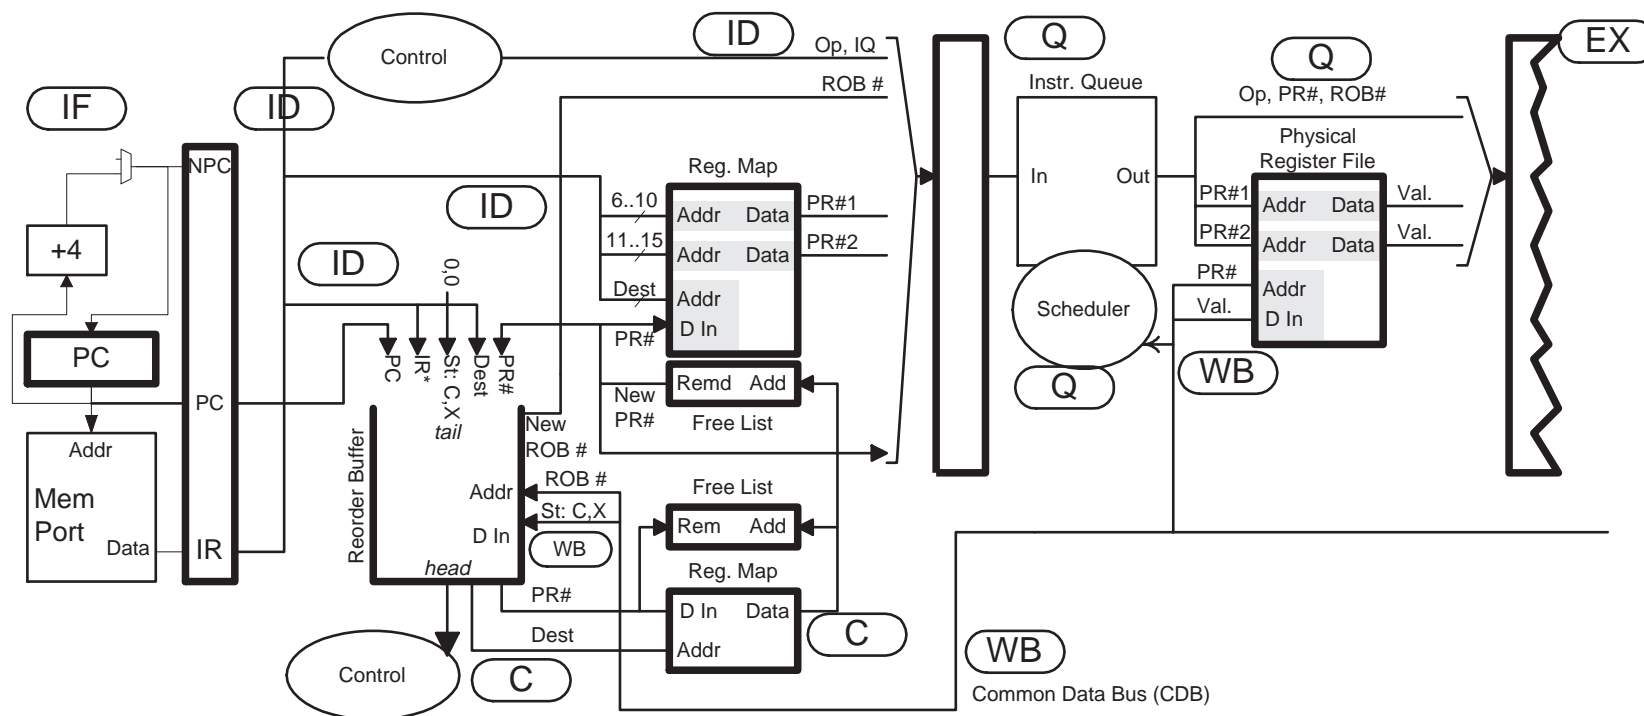 Control
ID
Op, IQ
ROB #
Q
Q
EX
IF
ID
Instr. Queue
Op, PR#, ROB#
NPC
Reg. Map
Physical
Register File
ID
6..10
Addr
Data
PR#1
In
Out
PR#1
Addr
Data
Val.
+4
11..15
Addr
Data
PR#2
PR#2
Addr
Data
Val.
ID
0,0
Dest
Addr
D In
PR#
PR#
Addr
Val.
D In
Scheduler
PC
PC
IR*
St: C,X
Dest
PR#
Remd
Add
Q
WB
PC
tail
New
PR#
Free List
New
ROB #
Addr
Mem
Port
Data
IR
Reorder Buffer
Addr
ROB #
Free List
St: C,X
D In
Rem
Add
WB
head
Reg. Map
PR#
D In
Data
Dest
Addr
C
Control
C
WB
Common Data Bus (CDB)